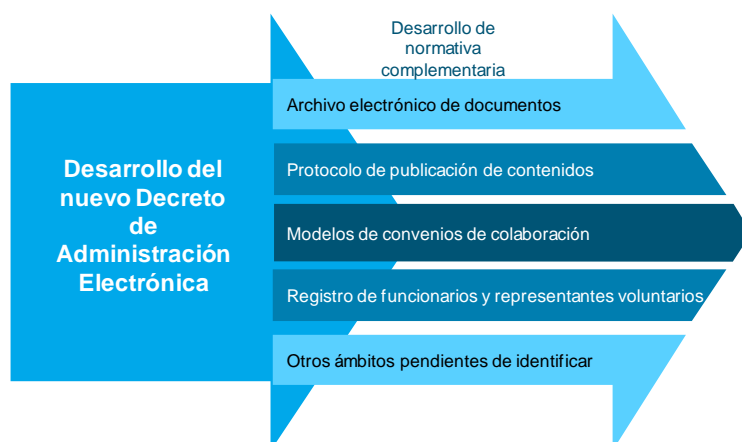 Desarrollo de
normativa
complementaria
Archivo electrónico de documentos
Desarrollo del
nuevo Decreto
de
Administración
Electrónica
Protocolo de publicación de contenidos
Modelos de convenios de colaboración
Registro de funcionarios y representantes voluntarios
Otros ámbitos pendientes de identificar